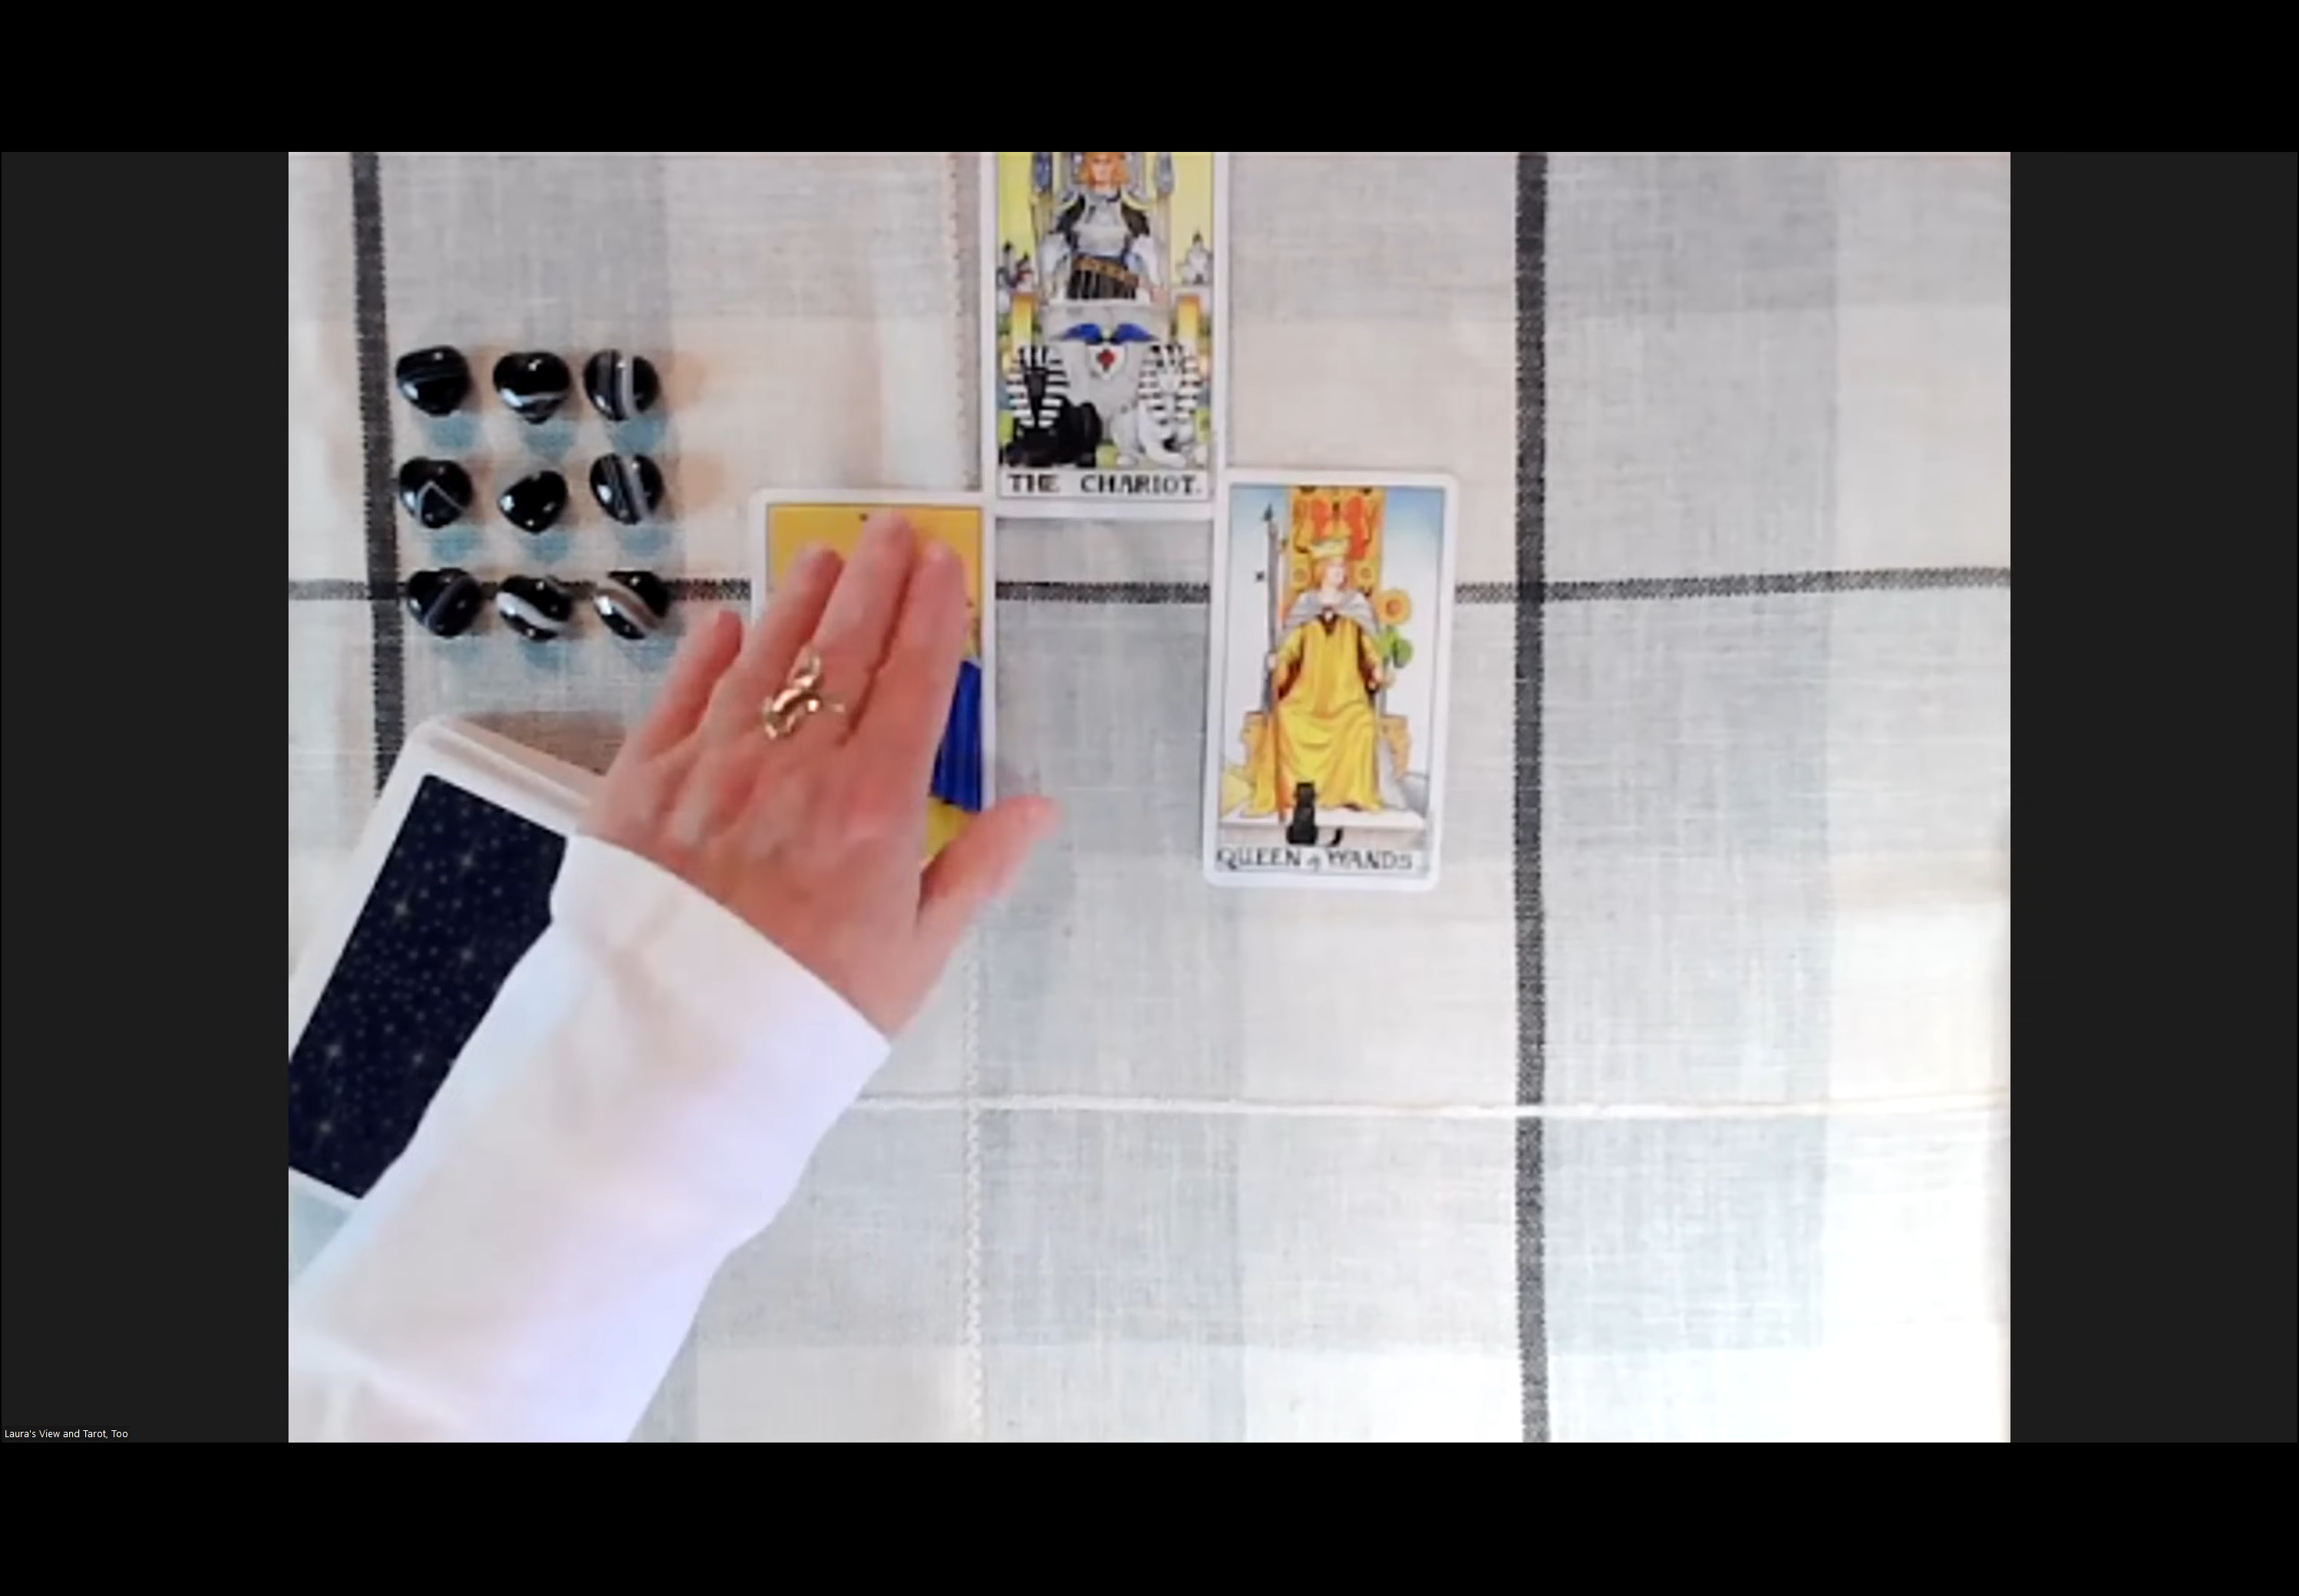 THE CHARIOT.
QUEEN of WANDS.
Laura's View and Tarot, Too